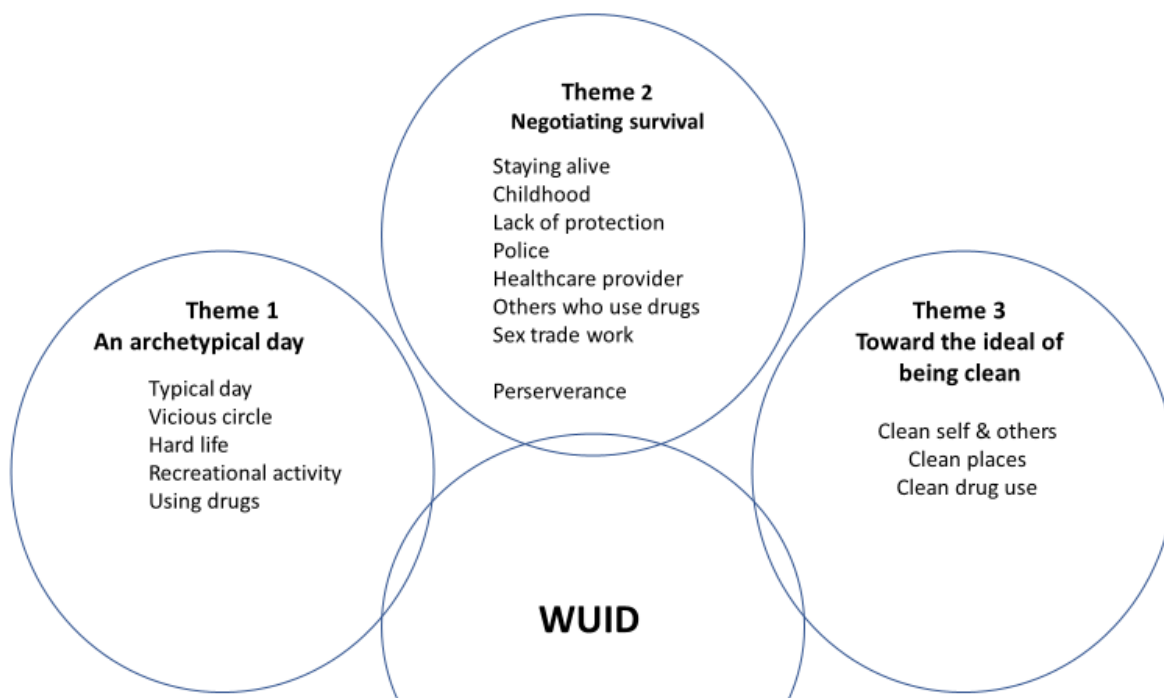 Theme 1
An archetypical day
Typical day
Vicious circle
Hard life
Recreational activity
Using drugs
Theme 2
Negotiating survival
Staying alive
Childhood
Lack of protection
Police
Healthcare provider
Others who use drugs
Sex trade work
Perserverance
Theme 3
Toward the ideal of
being clean
Clean self & others
Clean places
Clean drug use
WUID